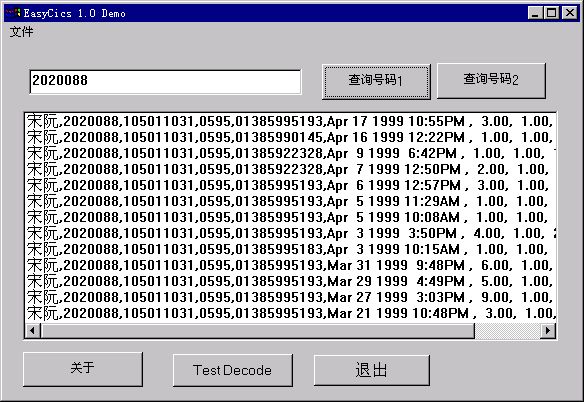 EasyCics 1.0 Demo
文件
2020088
查询号码1
查询号码2
宋阮,2020088,105011031,0595,01385995193,Apr 17 1999 10:55PM, 3.00, 1.00,
宋阮,2020088,105011031,0595,01385990145,Apr 16 1999 12:22PM, 1.00, 1.00,
宋阮,2020088,105011031,0595,01385922328,Apr 9 1999 6:42PM, 1.00, 1.00,
宋阮,2020088,105011031,0595,01385922328,Apr 7 1999 12:50PM, 2.00, 1.00,
宋阮,2020088,105011031,0595,01385995193,Apr 6 1999 12:57PM, 3.00, 1.00,
宋阮,2020088,105011031,0595,01385995193,Apr 5 1999 11:29AM, 1.00, 1.00,
宋阮,2020088,105011031,0595,01385995193,Apr 5 1999 10:08AM, 1.00, 1.00,
宋阮,2020088,105011031,0595,01385995193,Apr 3 1999 3:50PM, 4.00, 1.00, 2
宋阮,2020088,105011031,0595,01385995183,Apr 3 1999 10:15AM, 1.00, 1.00,
宋阮,2020088,105011031,0595,01385995193,Mar 31 1999 9:48PM, 6.00, 1.00,
宋阮,2020088,105011031,0595,01385995193,Mar 29 1999 4:49PM, 5.00, 1.00,
宋阮,2020088,105011031,0595,01385995193,Mar 27 1999 3:03PM, 9.00, 1.00,
宋阮,2020088,105011031,0595,01385995193,Mar 21 1999 10:48PM, 3.00, 1.00,
关于
Test Decode
退出